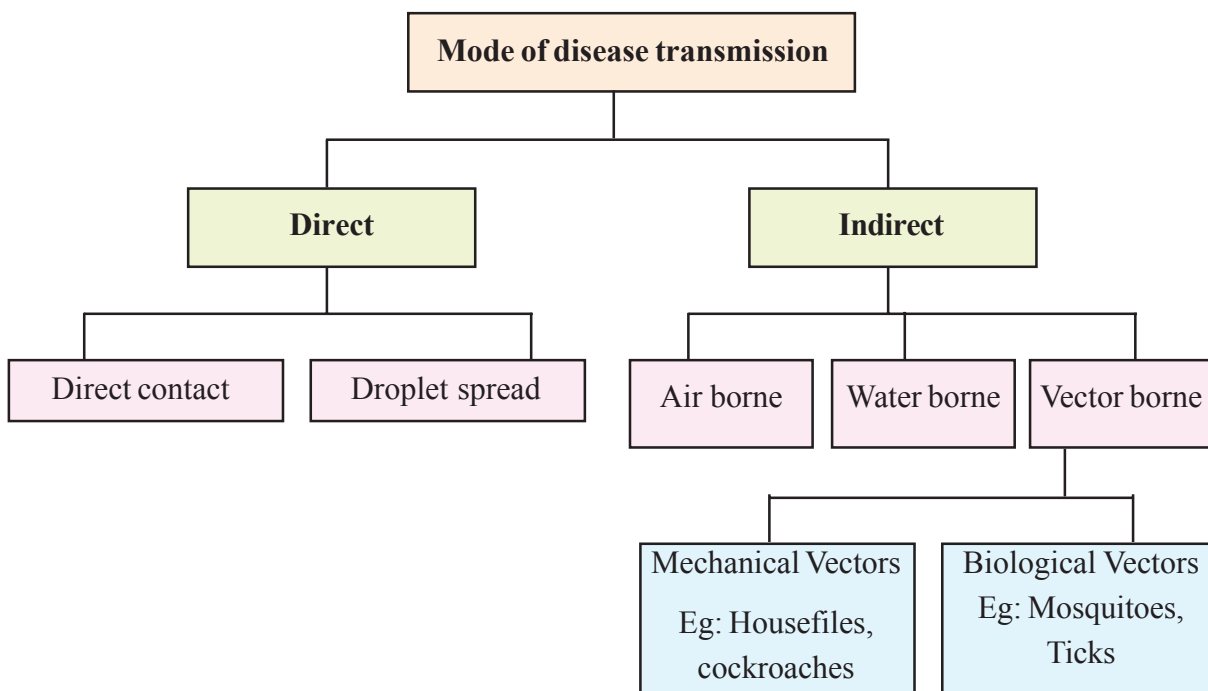 Mode of disease transmission
Direct
Indirect
Direct contact
Droplet spread
Air borne
Water borne
Vector borne
Mechanical Vectors
Eg: Housefiles,
cockroaches
Biological Vectors
Eg: Mosquitoes,
Ticks